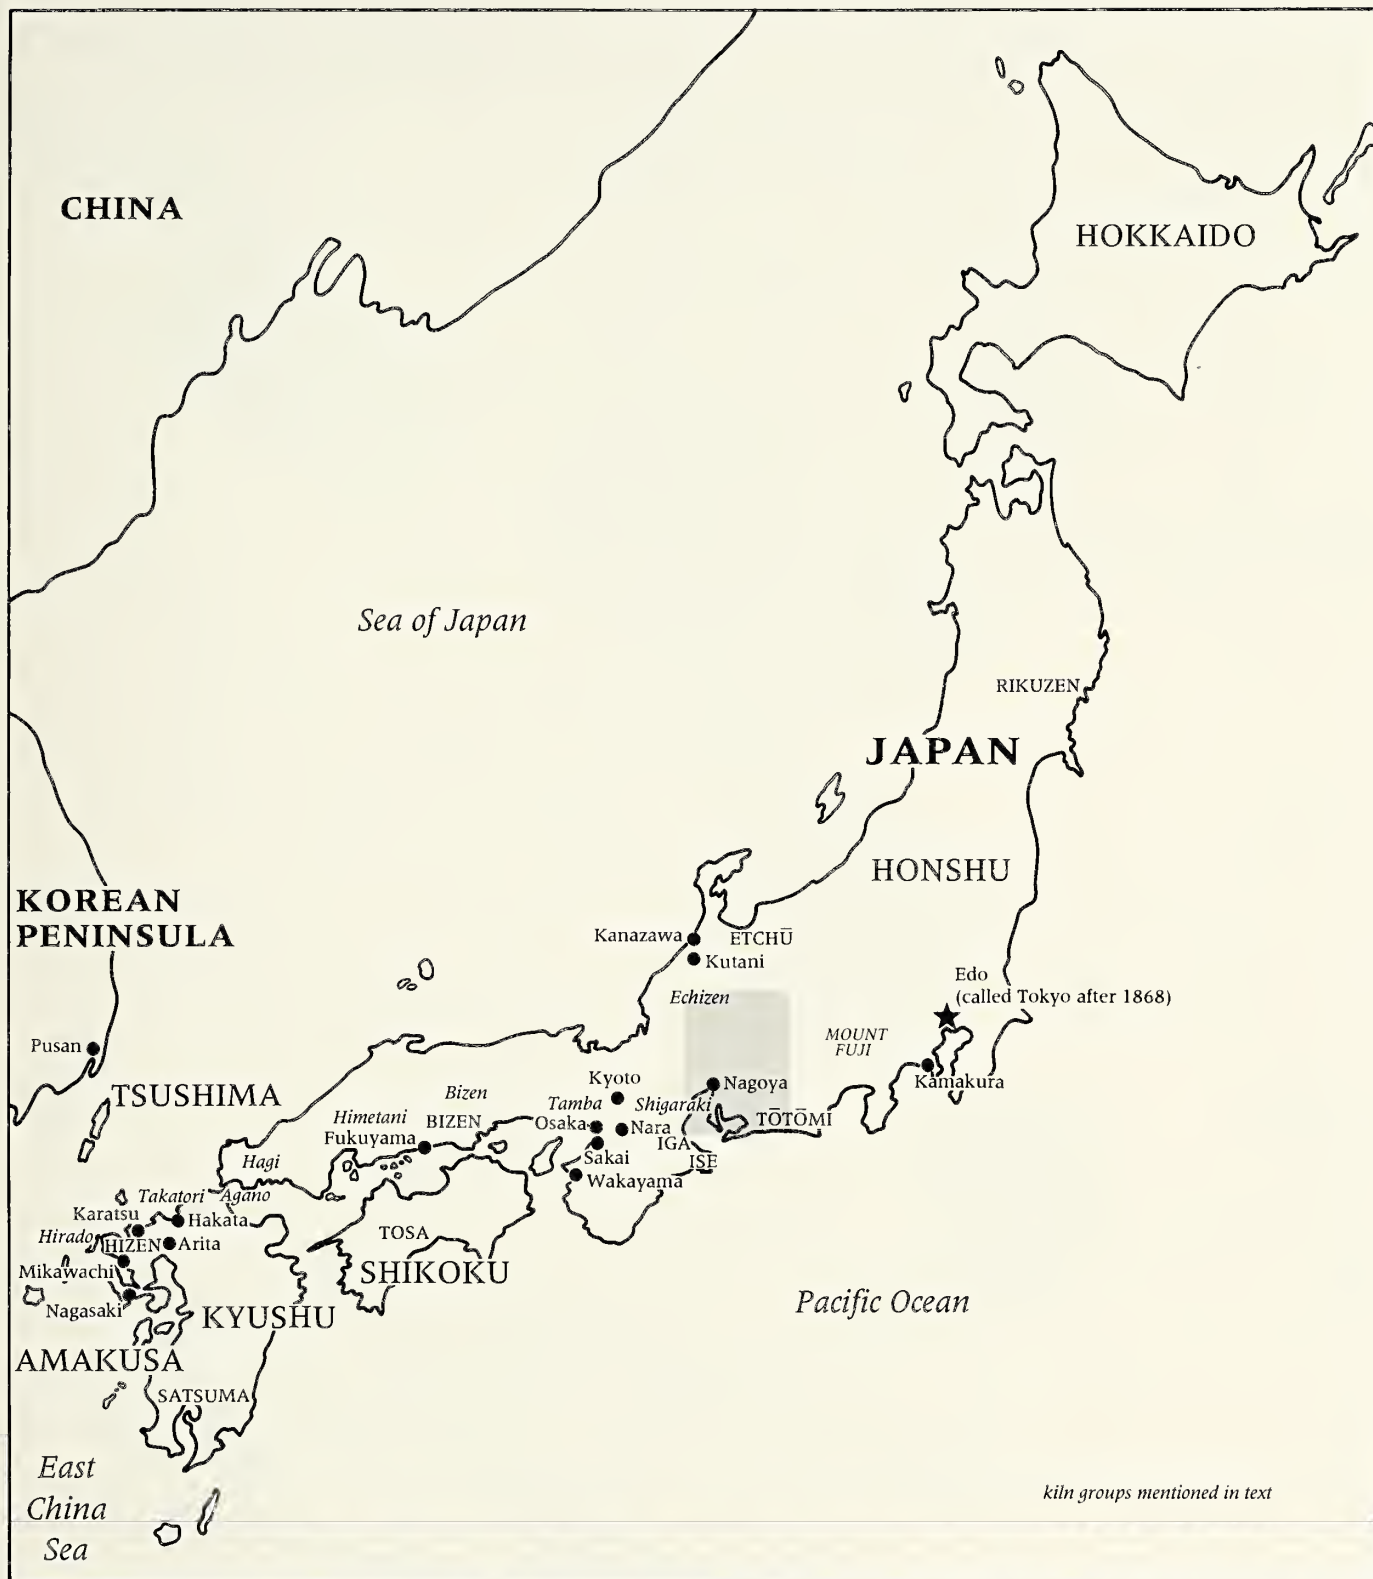 CHINA
HOKKAIDO
Sea of Japan
RIKUZEN
JAPAN
HONSHU
KOREAN
PENINSULA
Kanazawa
ETCHŪ
Kutani
Edo
(called Tokyo after 1868)
Echizen
MOUNT
FUJI
Pusan
Kyoto
Nagoya
Kamakura
TSUSHIMA
Bizen
Tamba
Shigaraki
Himetani
BIZEN
Osaka
Nara
TŌTŌMI
Fukuyama
IGA
Hagi
Sakai
ISE
Wakayama
Takatori
Agano
Karatsu
Hakata
Hirado
HIZEN
Arita
TOSA
Mikawachi
SHIKOKU
Nagasaki
KYUSHU
Pacific Ocean
AMAKUSA
SATSUMA
East
China
Sea
kiln groups mentioned in text